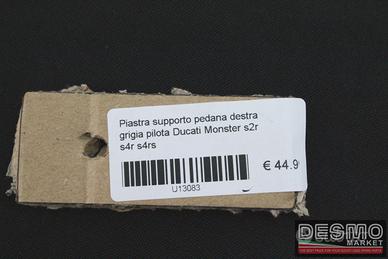 Piastra supporto pedana destra
grigia pilota Ducati Monster s2r
s4r s4rs
€ 44.9
U13083
DESMO
MARKET